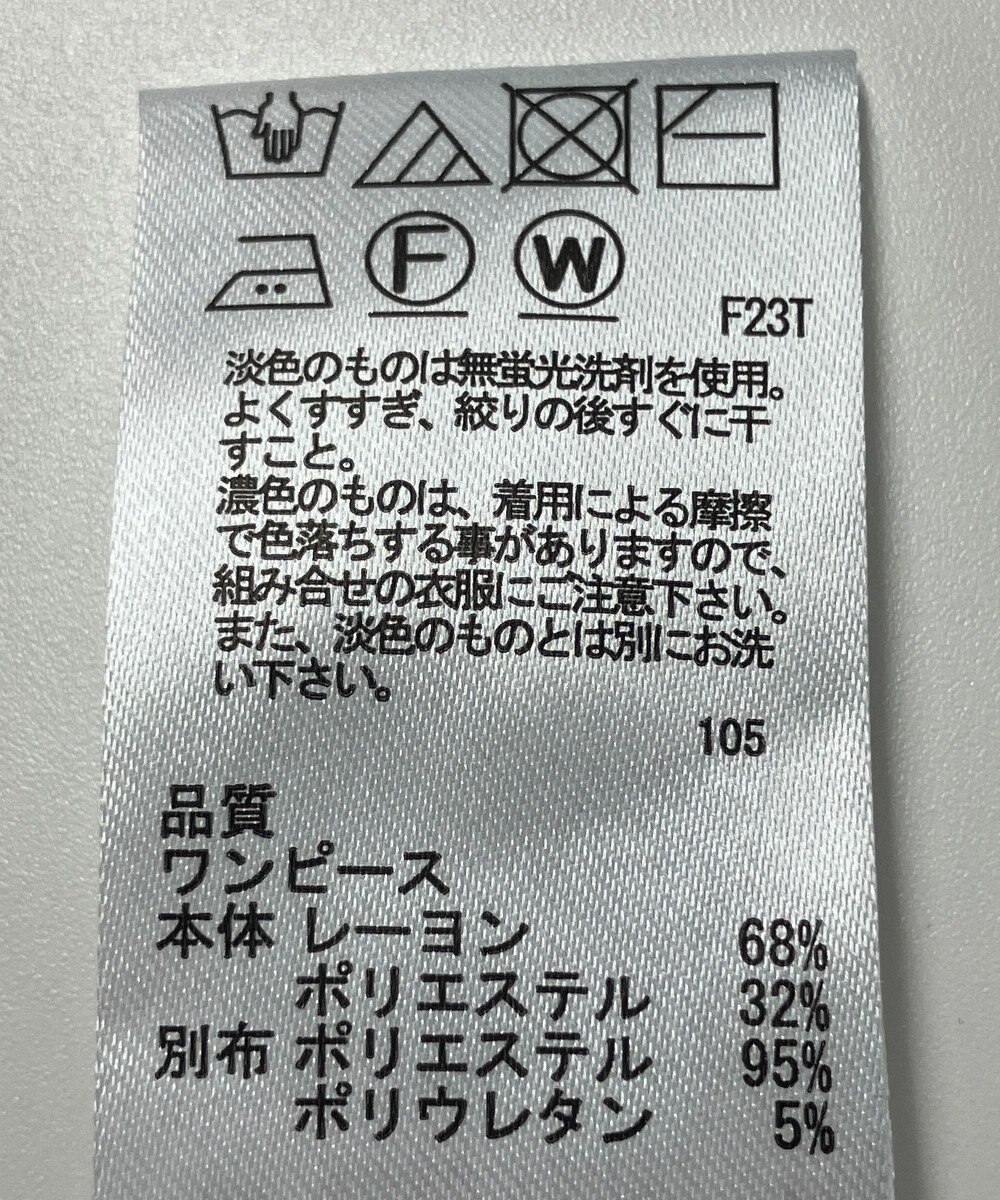 F
W
F23T
淡色のものは無蛍光洗剤を使用。
よくすすぎ、絞りの後すぐに干
すこと。
濃色のものは、着用による摩擦
で色落ちする事がありますので、
組み合せの衣服にご注意下さい。
また、淡色のものとは別にお洗
い下さい。
105
品質
ワンピース
本体 レーヨン 68%
ポリエステル 32%
別布 ポリエステル 95%
ポリウレタン 5%